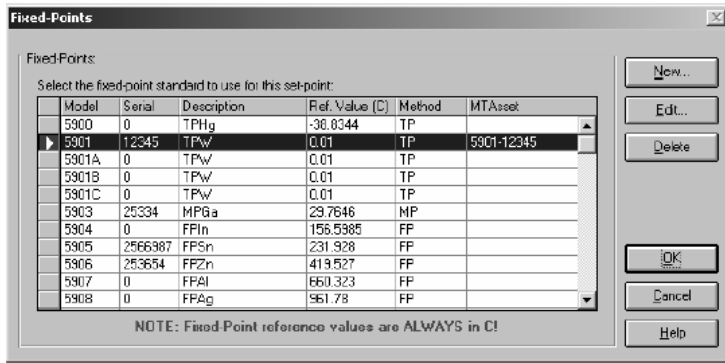 Fixed-Points
Fixed-Points:
Select the fixed-point standard to use for this set-point:
Model Serial Description Ref. Value (C) Method MTAsset
5900 0 TPHg -38.8344 TP
5901 12345 TPW 0.01 TP 5901-12345
5901A 0 TPW 0.01 TP
5901B 0 TPW 0.01 TP
5901C 0 TPW 0.01 TP
5903 25334 MPGa 29.7646 MP
5904 0 FPIn 156.5985 FP
5905 2566987 FPSn 231.928 FP
5906 253654 FPZn 419.527 FP
5907 0 FPAl 660.323 FP
5908 0 FPAg 961.78 FP
NOTE: Fixed-Point reference values are ALWAYS in C!
New...
Edit...
Delete
OK
Cancel
Help